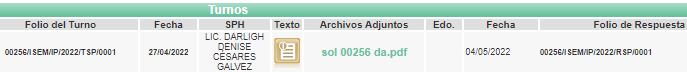 Turnos
Folio del Turno Fecha SPH Texto Archivos Adjuntos Edo. Fecha Folio de Respuesta
00256/ISEM/IP/2022/TSP/0001 27/04/2022 LIC. DARLIGH DENISE CESARES GALVEZ sol 00256 da.pdf 04/05/2022 00256/ISEM/IP/2022/RSP/0001